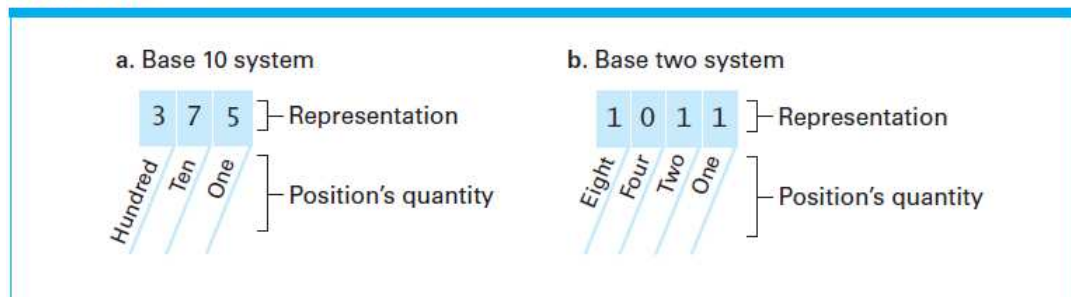 a. Base 10 system
3 7 5
Representation
Hundred
Ten
One
Position's quantity
b. Base two system
1 0 1 1
Representation
Eight
Four
Two
One
Position's quantity